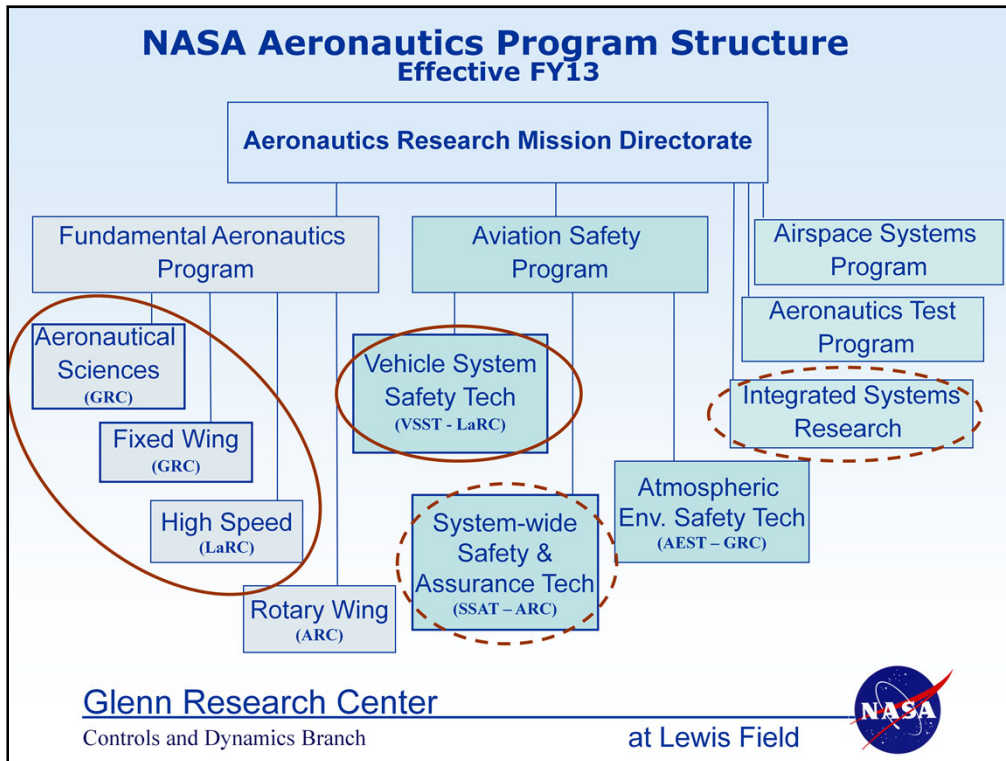 NASA Aeronautics Program Structure
Effective FY13
Aeronautics Research Mission Directorate
Fundamental Aeronautics
Program
Aviation Safety
Program
Airspace Systems
Program
Aeronautics Test
Program
Integrated Systems
Research
Aeronautical
Sciences
(GRC)
Fixed Wing
(GRC)
High Speed
(LaRC)
Rotary Wing
(ARC)
Vehicle System
Safety Tech
(VSST - LaRC)
System-wide
Safety &
Assurance Tech
(SSAT – ARC)
Atmospheric
Env. Safety Tech
(AEST – GRC)
Glenn Research Center
Controls and Dynamics Branch
at Lewis Field
NASA